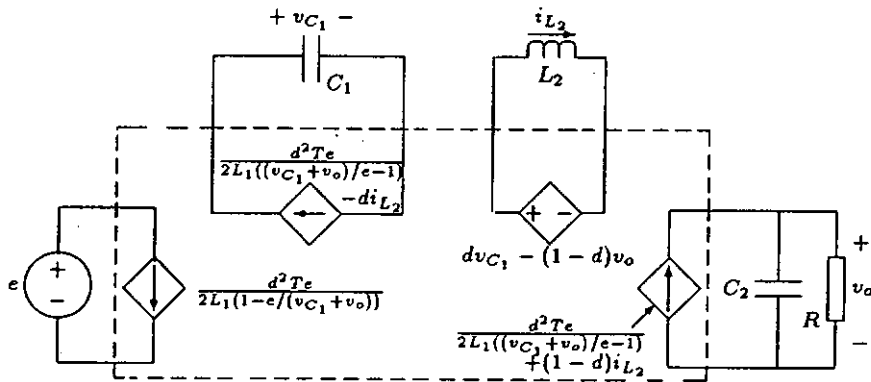 + v_{C_1} -
C_1
i_{L_2}
L_2
\frac{d^2Te}{2L_1((v_{C_1}+v_o)/e-1)}
-di_{L_2}
+ -
dv_{C_1} - (1-d)v_o
e
+
-
\frac{d^2Te}{2L_1(1-e/(v_{C_1}+v_o))}
\frac{d^2Te}{2L_1((v_{C_1}+v_o)/e-1)}
+(1-d)i_{L_2}
C_2
R
+
v_o
-